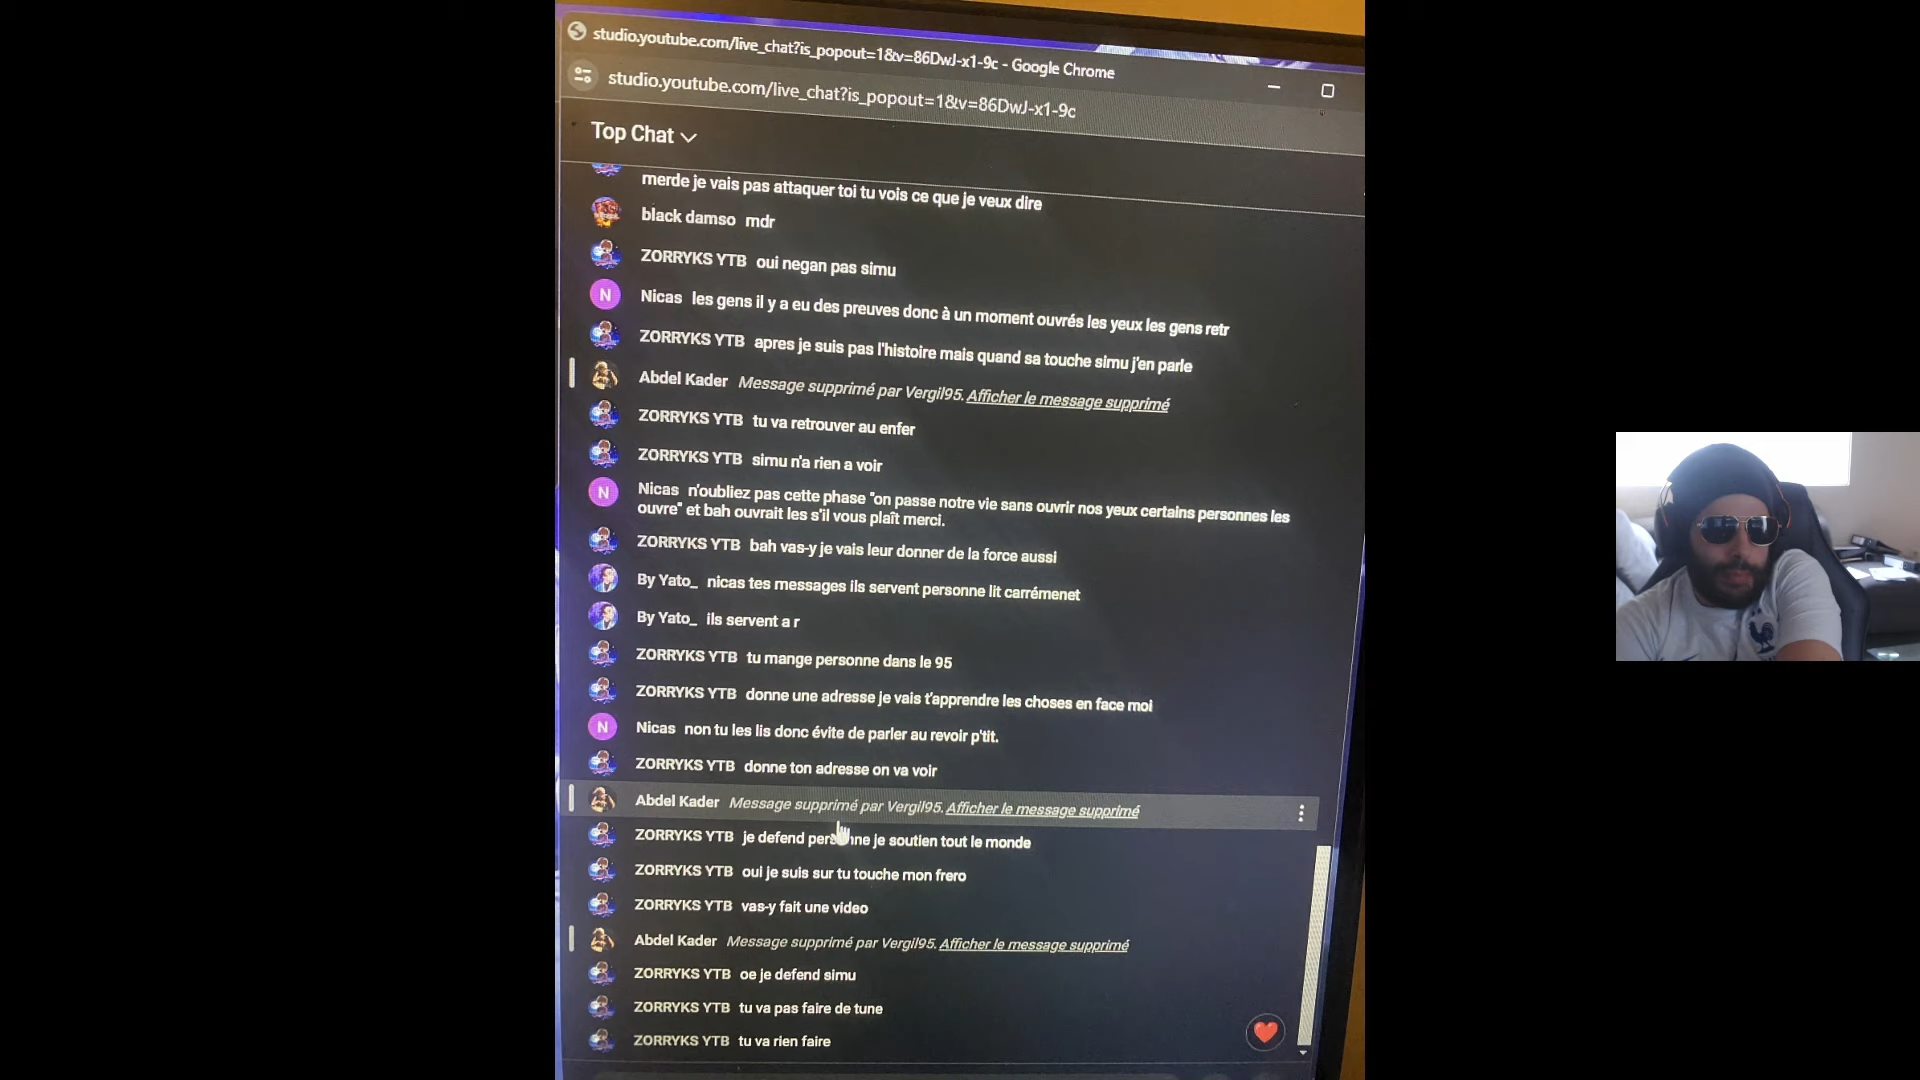 studio.youtube.com/live_chat?is_popout=1&v=86DwJ-x1-9c - Google Chrome
studio.youtube.com/live_chat?is_popout=1&v=86DwJ-x1-9c
Top Chat
merde je vais pas attaquer toi tu vois ce que je veux dire
black damso mdr
ZORRYKS YTB oui negan pas simu
N Nicas les gens il y a eu des preuves donc à un moment ouvrés les yeux les gens retr
ZORRYKS YTB apres je suis pas l'histoire mais quand sa touche simu j'en parle
Abdel Kader Message supprimé par Vergil95. Afficher le message supprimé
ZORRYKS YTB tu va retrouver au enfer
ZORRYKS YTB simu n'a rien a voir
N Nicas n'oubliez pas cette phase "on passe notre vie sans ouvrir nos yeux certains personnes les
ouvre" et bah ouvrait les s'il vous plaît merci.
ZORRYKS YTB bah vas-y je vais leur donner de la force aussi
By Yato_ nicas tes messages ils servent personne lit carrémenet
By Yato_ ils servent a r
ZORRYKS YTB tu mange personne dans le 95
ZORRYKS YTB donne une adresse je vais t'apprendre les choses en face moi
N Nicas non tu les lis donc évite de parler au revoir p'tit.
ZORRYKS YTB donne ton adresse on va voir
Abdel Kader Message supprimé par Vergil95. Afficher le message supprimé
ZORRYKS YTB je defend personne je soutien tout le monde
ZORRYKS YTB oui je suis sur tu touche mon frero
ZORRYKS YTB vas-y fait une video
Abdel Kader Message supprimé par Vergil95. Afficher le message supprimé
ZORRYKS YTB oe je defend simu
ZORRYKS YTB tu va pas faire de tune
ZORRYKS YTB tu va rien faire